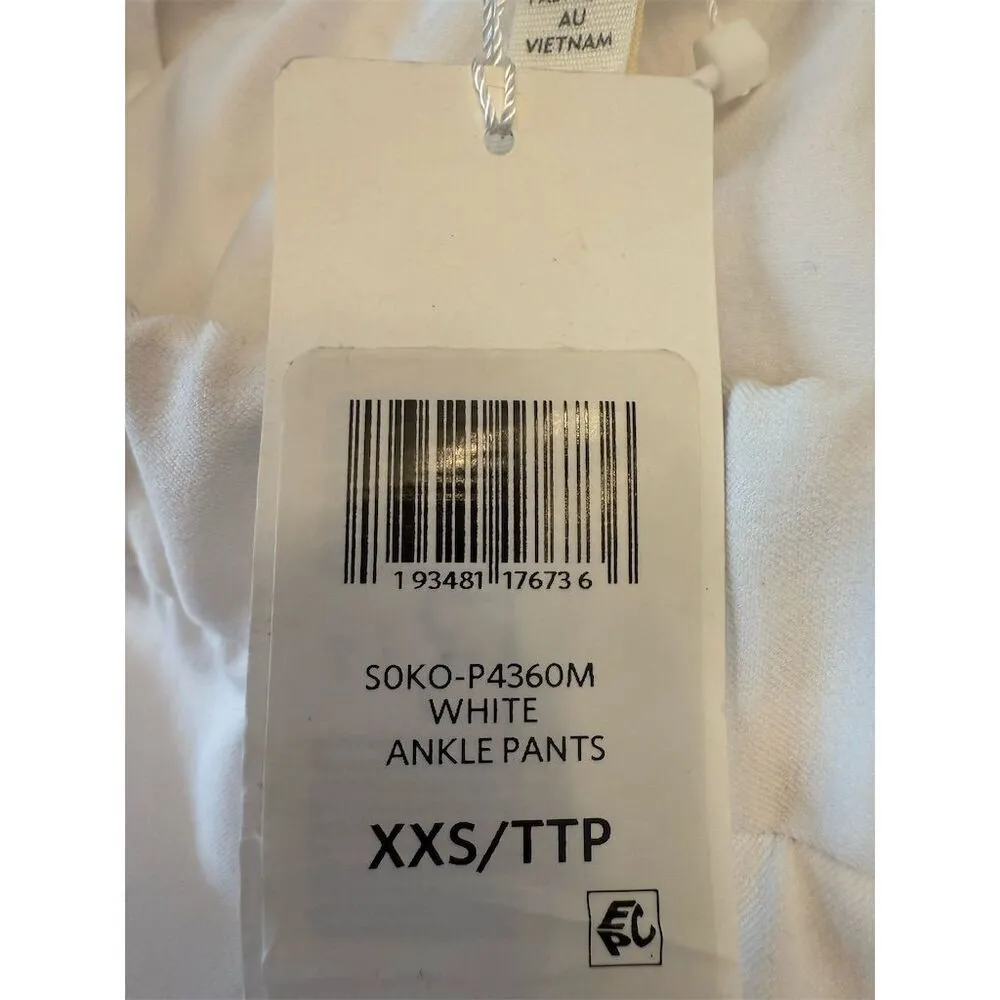 AU
VIETNAM
1 93481 17673 6
S0KO-P4360M
WHITE
ANKLE PANTS
XXS/TTP
EPC